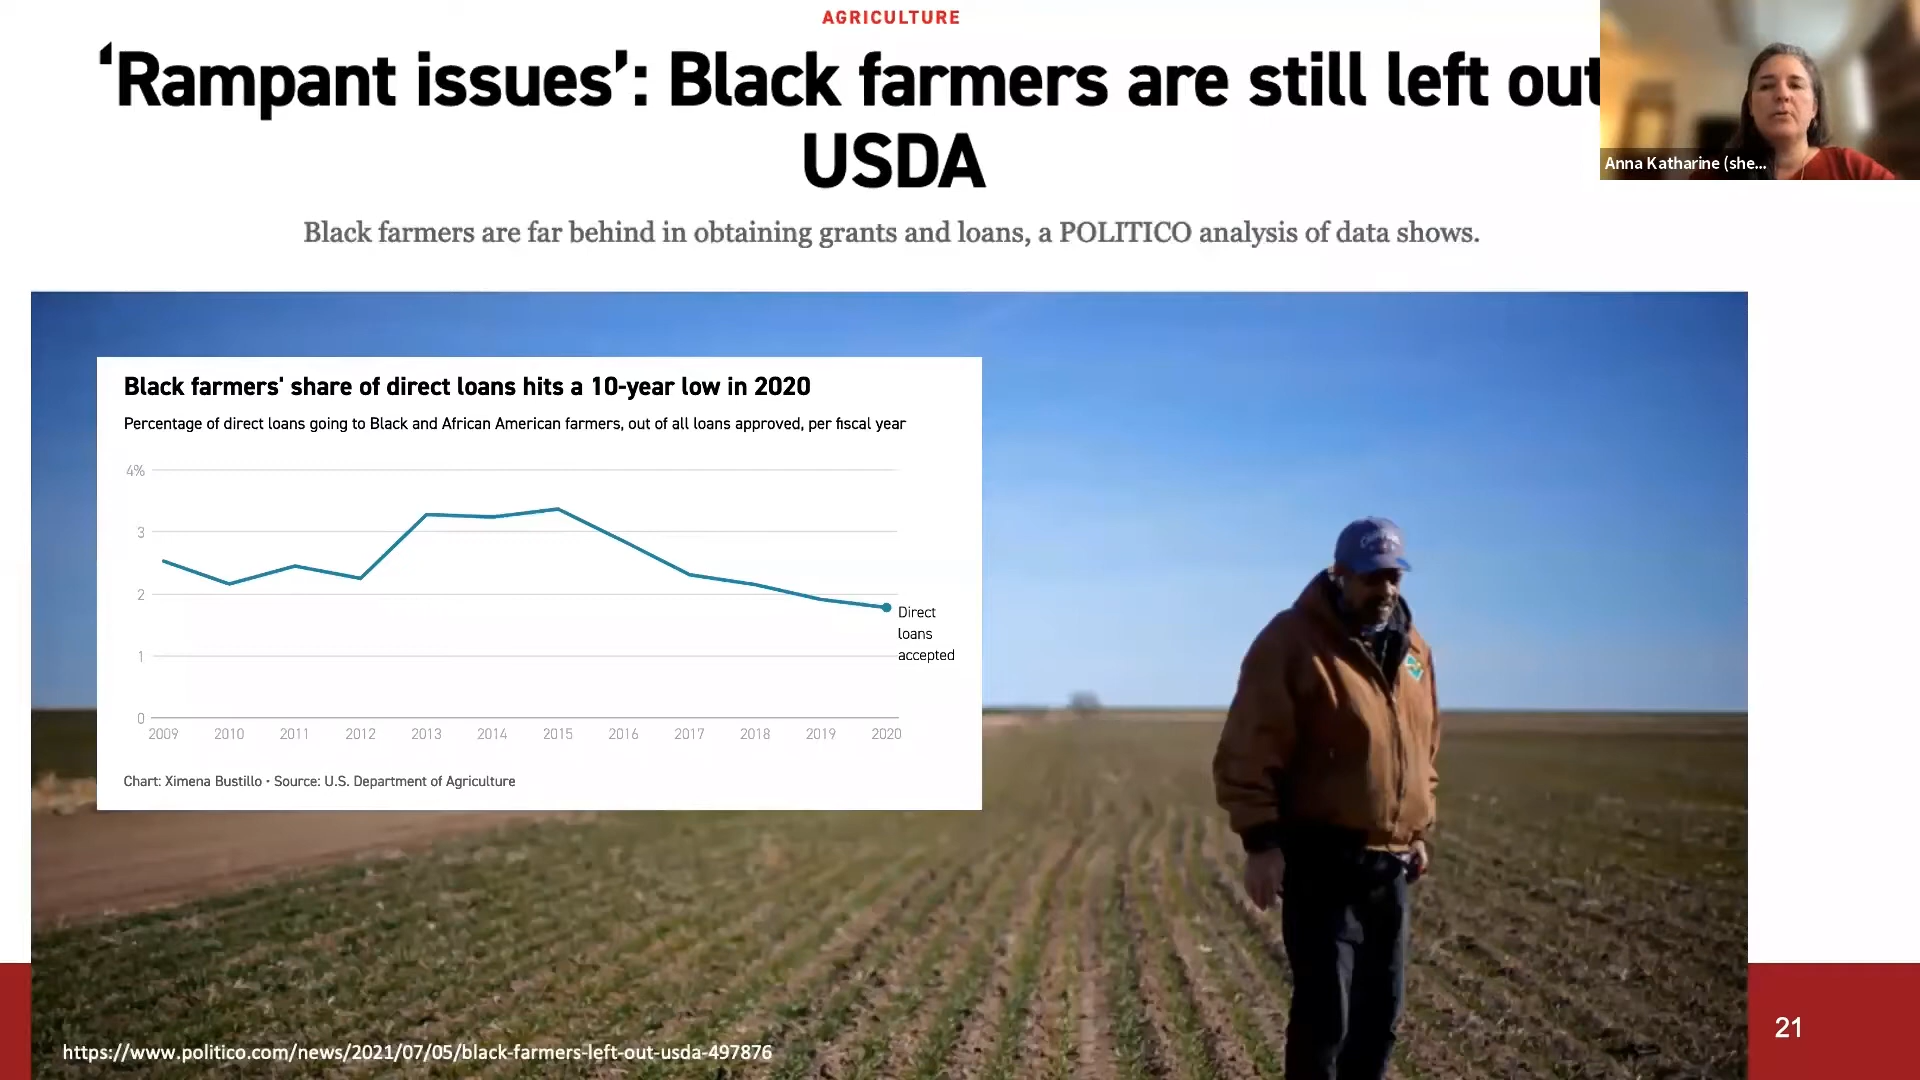 AGRICULTURE
‘Rampant issues’: Black farmers are still left out
USDA
Black farmers are far behind in obtaining grants and loans, a POLITICO analysis of data shows.
Anna Katharine (she...
Black farmers' share of direct loans hits a 10-year low in 2020
Percentage of direct loans going to Black and African American farmers, out of all loans approved, per fiscal year
4%
3
2
1
0
Direct
loans
accepted
2009 2010 2011 2012 2013 2014 2015 2016 2017 2018 2019 2020
Chart: Ximena Bustillo • Source: U.S. Department of Agriculture
https://www.politico.com/news/2021/07/05/black-farmers-left-out-usda-497876
21